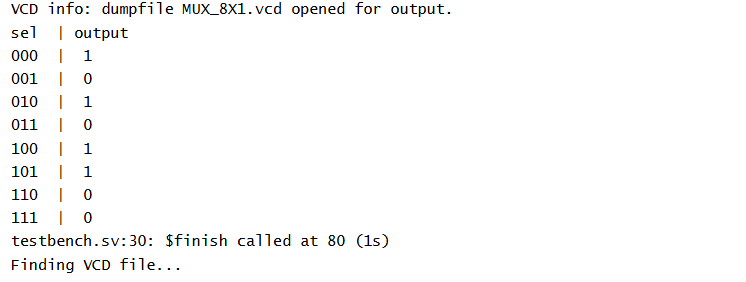 VCD info: dumpfile MUX_8X1.vcd opened for output.
sel | output
000 | 1
001 | 0
010 | 1
011 | 0
100 | 1
101 | 1
110 | 0
111 | 0
testbench.sv:30: $finish called at 80 (1s)
Finding VCD file...